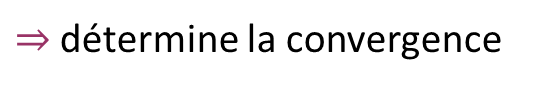 ⇒ détermine la convergence